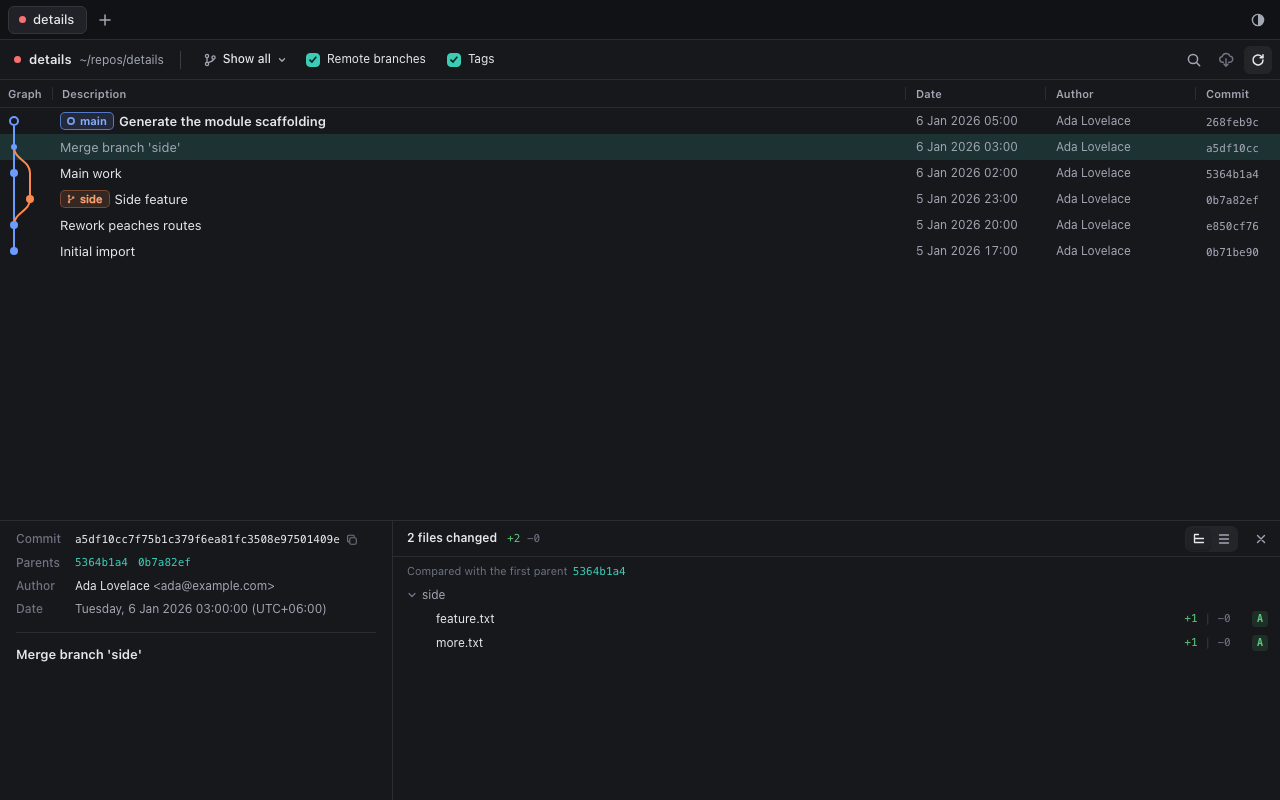 details
details ~/repos/details Show all Remote branches Tags
Graph Description Date Author Commit
main Generate the module scaffolding 6 Jan 2026 05:00 Ada Lovelace 268feb9c
Merge branch 'side' 6 Jan 2026 03:00 Ada Lovelace a5df10cc
Main work 6 Jan 2026 02:00 Ada Lovelace 5364b1a4
side Side feature 5 Jan 2026 23:00 Ada Lovelace 0b7a82ef
Rework peaches routes 5 Jan 2026 20:00 Ada Lovelace e850cf76
Initial import 5 Jan 2026 17:00 Ada Lovelace 0b71be90
Commit a5df10cc7f75b1c379f6ea81fc3508e97501409e
Parents 5364b1a4 0b7a82ef
Author Ada Lovelace <ada@example.com>
Date Tuesday, 6 Jan 2026 03:00:00 (UTC+06:00)
Merge branch 'side'
2 files changed +2 −0
Compared with the first parent 5364b1a4
side
feature.txt +1 | −0 A
more.txt +1 | −0 A